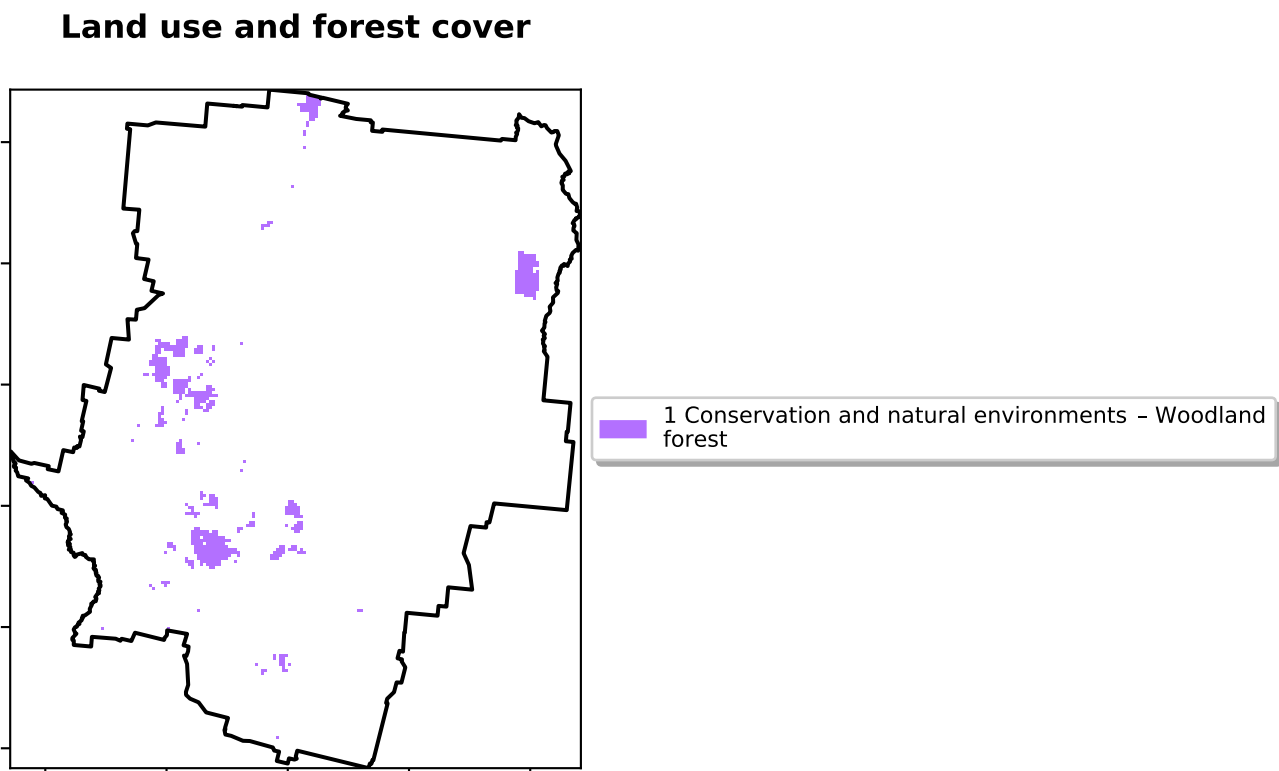 Land use and forest cover
1 Conservation and natural environments – Woodland
forest